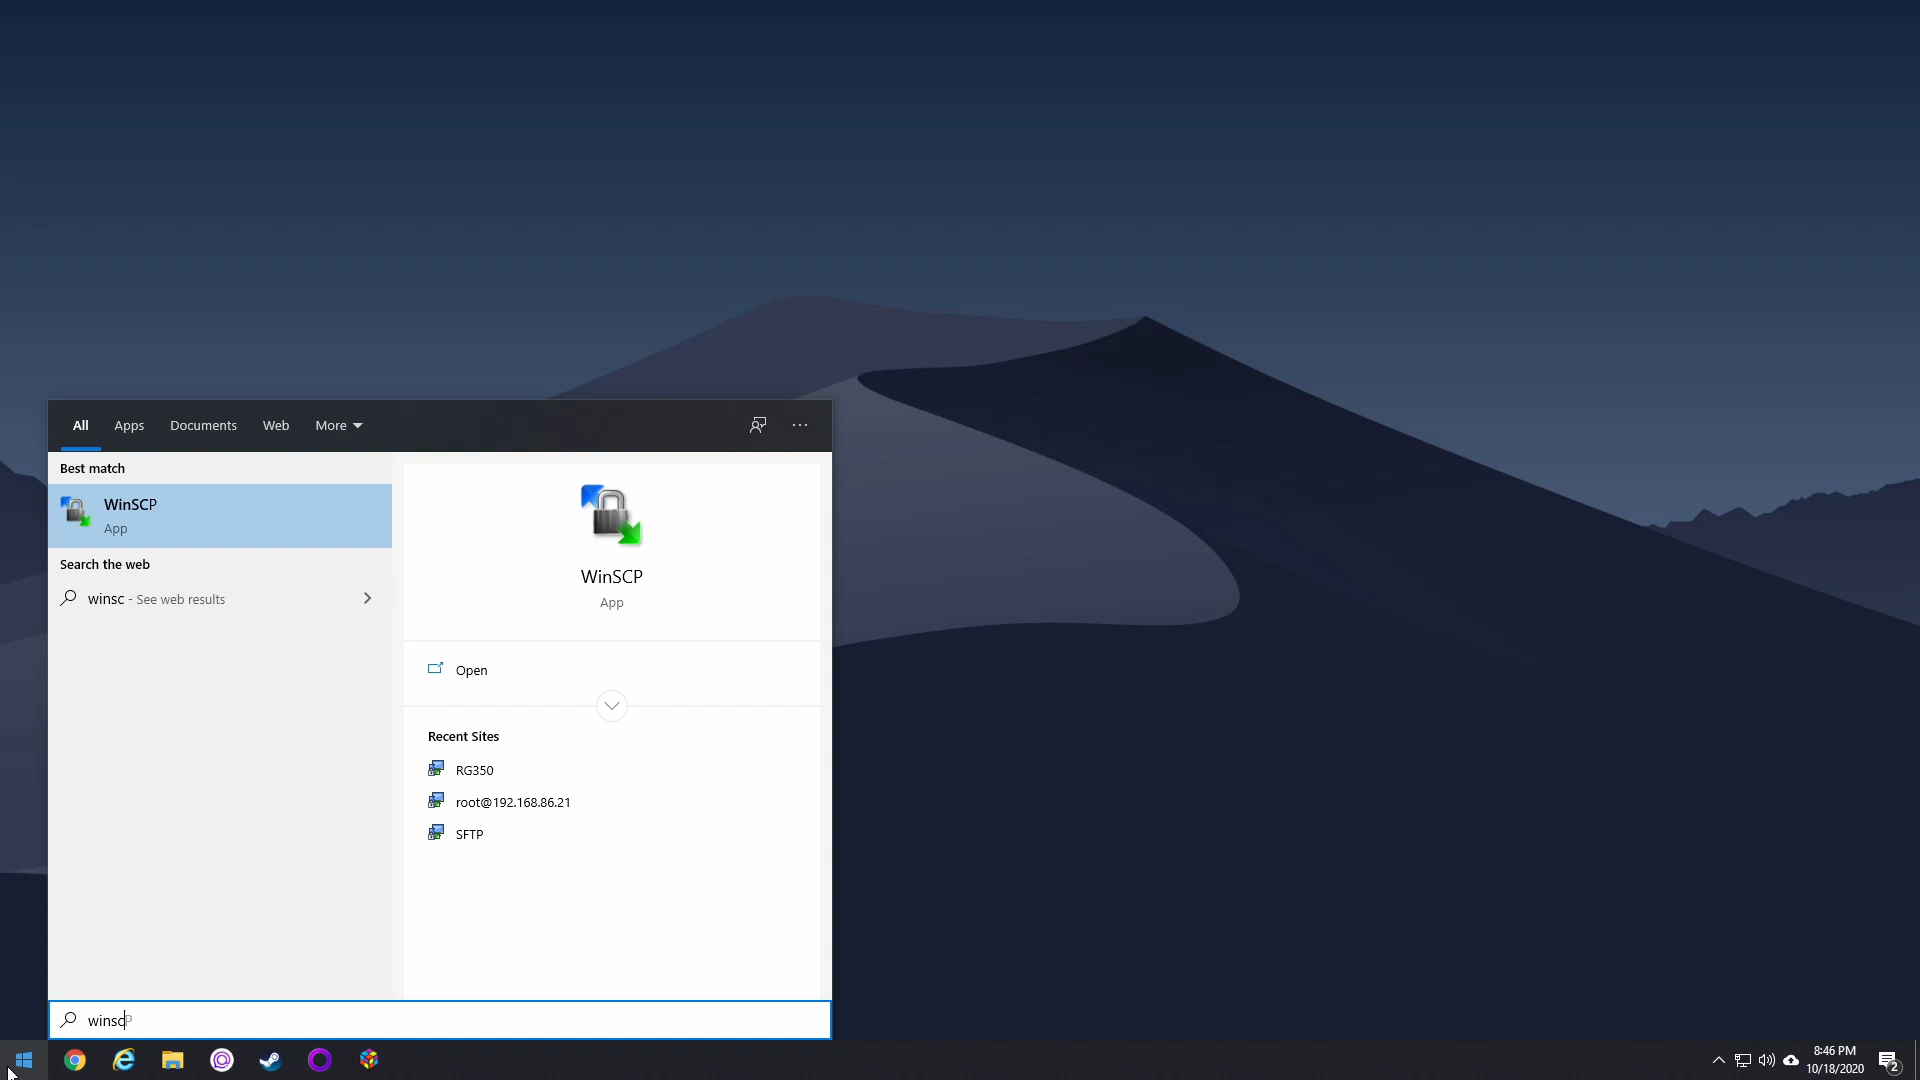 All Apps Documents Web More
Best match
WinSCP
App
Search the web
winsc - See web results
WinSCP
App
Open
Recent Sites
RG350
root@192.168.86.21
SFTP
winscP
8:46 PM
10/18/2020
2